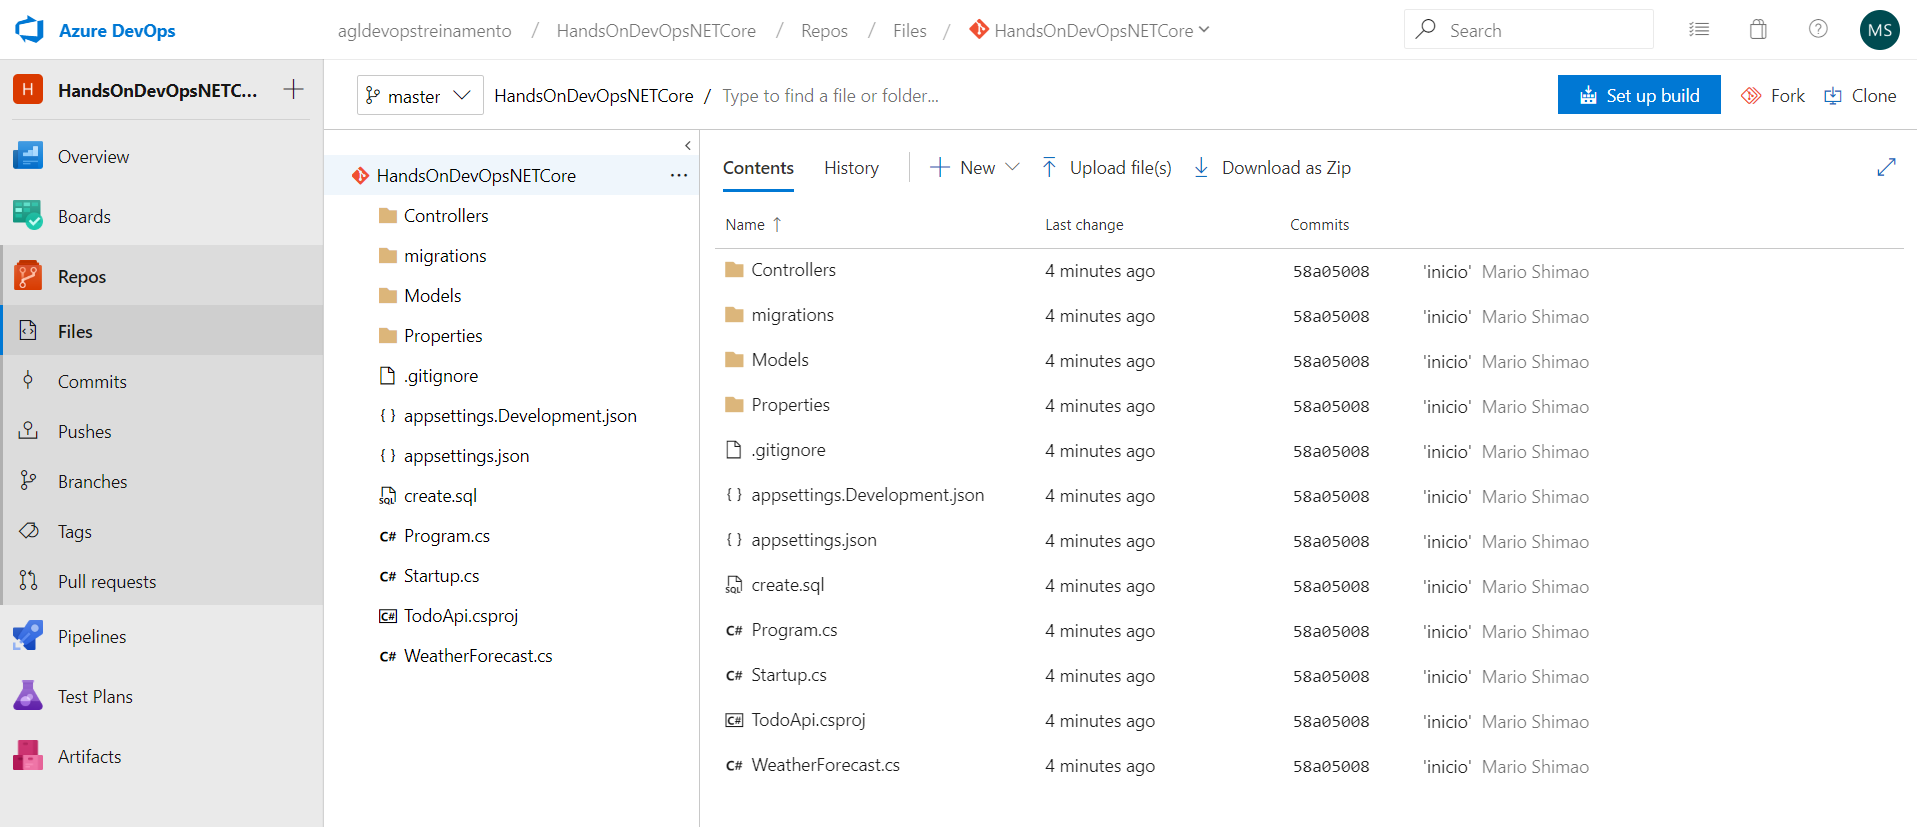 Azure DevOps
agldevopstreinamento / HandsOnDevOpsNETCore / Repos / Files / HandsOnDevOpsNETCore
Search
MS
H HandsOnDevOpsNETC...
Overview
Boards
Repos
Files
Commits
Pushes
Branches
Tags
Pull requests
Pipelines
Test Plans
Artifacts
master HandsOnDevOpsNETCore / Type to find a file or folder...
Set up build Fork Clone
HandsOnDevOpsNETCore
Controllers
migrations
Models
Properties
.gitignore
{ } appsettings.Development.json
{ } appsettings.json
SQL create.sql
C# Program.cs
C# Startup.cs
C# TodoApi.csproj
C# WeatherForecast.cs
Contents History New Upload file(s) Download as Zip
Name ↑ Last change Commits
Controllers 4 minutes ago 58a05008 'inicio' Mario Shimao
migrations 4 minutes ago 58a05008 'inicio' Mario Shimao
Models 4 minutes ago 58a05008 'inicio' Mario Shimao
Properties 4 minutes ago 58a05008 'inicio' Mario Shimao
.gitignore 4 minutes ago 58a05008 'inicio' Mario Shimao
{ } appsettings.Development.json 4 minutes ago 58a05008 'inicio' Mario Shimao
{ } appsettings.json 4 minutes ago 58a05008 'inicio' Mario Shimao
SQL create.sql 4 minutes ago 58a05008 'inicio' Mario Shimao
C# Program.cs 4 minutes ago 58a05008 'inicio' Mario Shimao
C# Startup.cs 4 minutes ago 58a05008 'inicio' Mario Shimao
C# TodoApi.csproj 4 minutes ago 58a05008 'inicio' Mario Shimao
C# WeatherForecast.cs 4 minutes ago 58a05008 'inicio' Mario Shimao